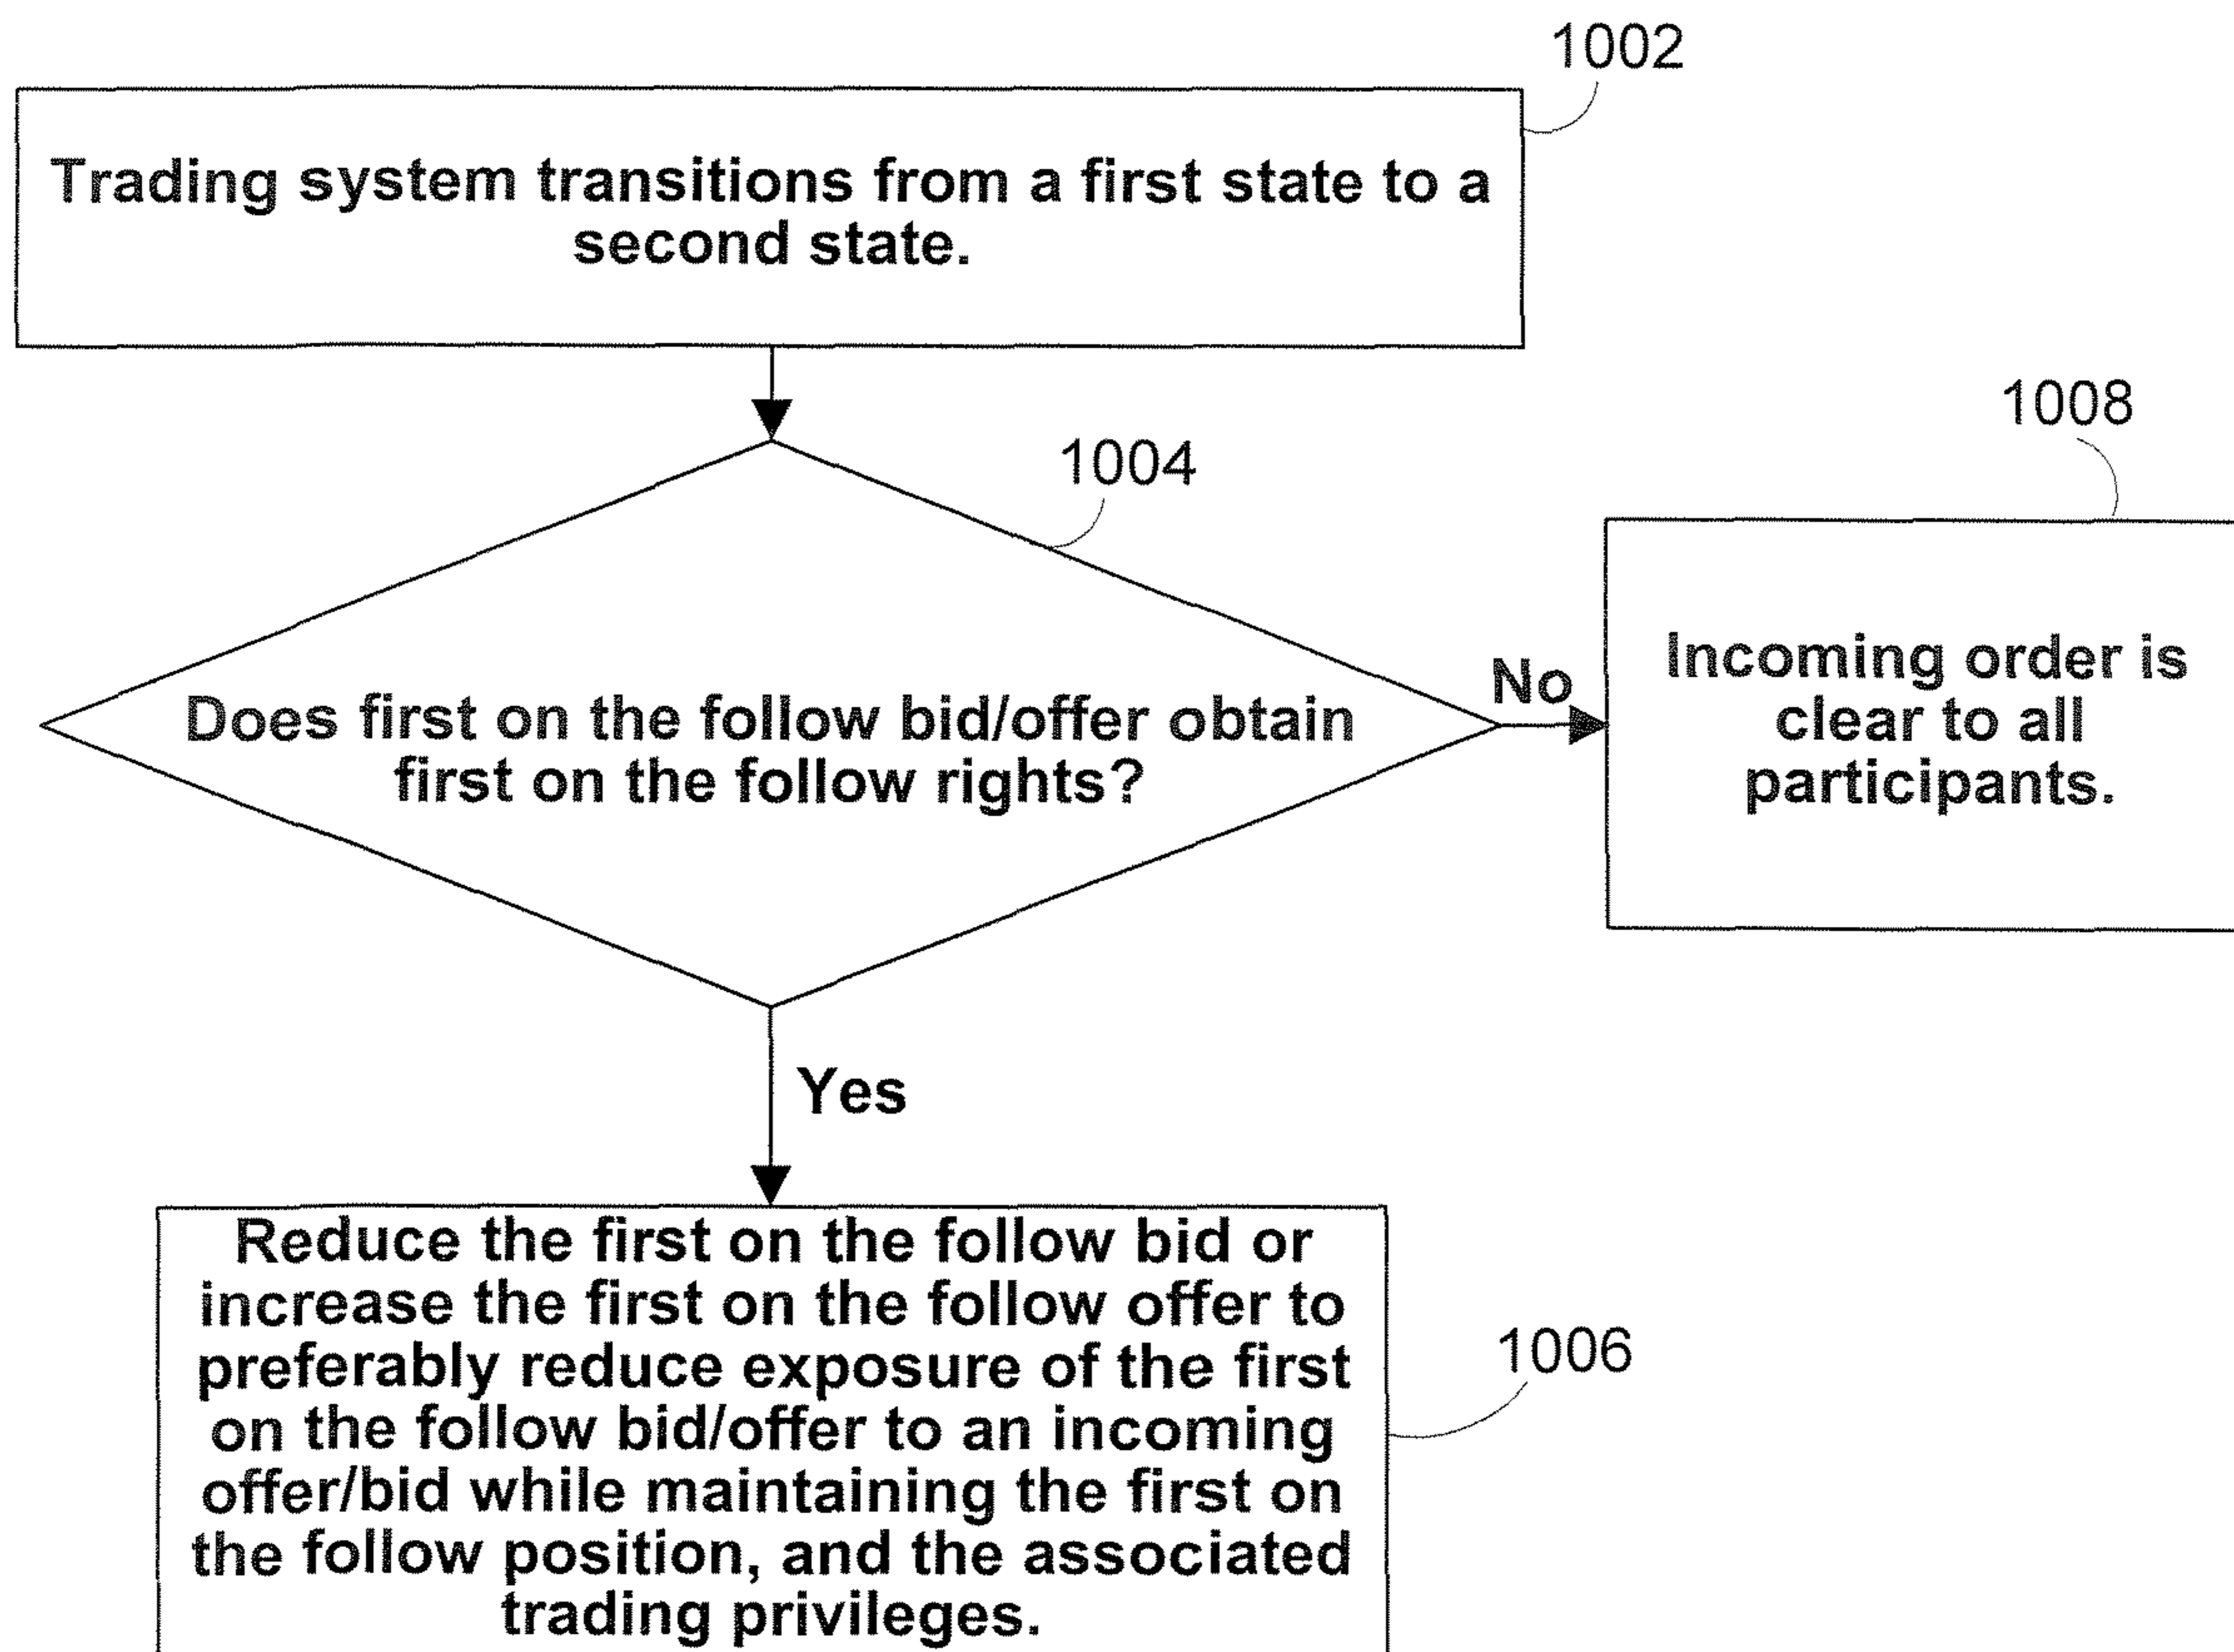 1002
Trading system transitions from a first state to a
second state.
1004
1008
Does first on the follow bid/offer obtain
first on the follow rights?
No
Incoming order is
clear to all
participants.
Yes
Reduce the first on the follow bid or
increase the first on the follow offer to
preferably reduce exposure of the first
on the follow bid/offer to an incoming
offer/bid while maintaining the first on
the follow position, and the associated
trading privileges.
1006